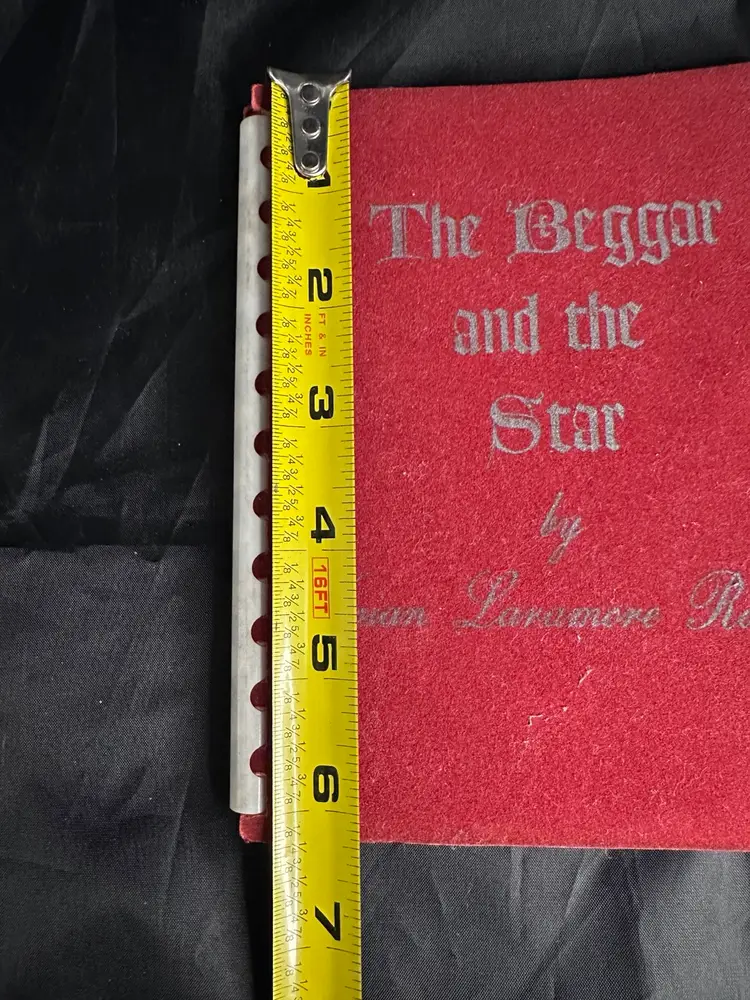 The Beggar
and the
Star
by
Laramore
1
2
FT & IN
INCHES
3
4
16FT
5
6
7